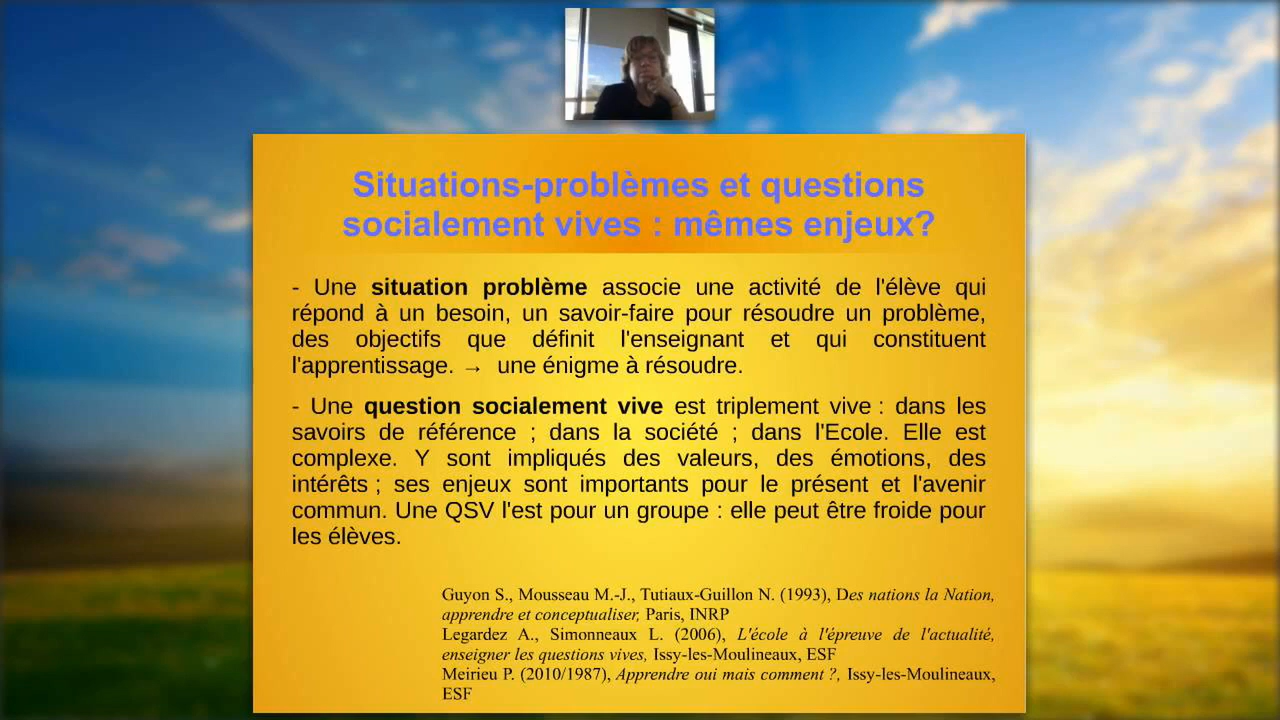 Situations-problèmes et questions
socialement vives : mêmes enjeux?
- Une situation problème associe une activité de l'élève qui
répond à un besoin, un savoir-faire pour résoudre un problème,
des objectifs que définit l'enseignant et qui constituent
l'apprentissage. → une énigme à résoudre.
- Une question socialement vive est triplement vive : dans les
savoirs de référence ; dans la société ; dans l'Ecole. Elle est
complexe. Y sont impliqués des valeurs, des émotions, des
intérêts ; ses enjeux sont importants pour le présent et l'avenir
commun. Une QSV l'est pour un groupe : elle peut être froide pour
les élèves.
Guyon S., Mousseau M.-J., Tutiaux-Guillon N. (1993), Des nations la Nation,
apprendre et conceptualiser, Paris, INRP
Legardez A., Simonneaux L. (2006), L'école à l'épreuve de l'actualité,
enseigner les questions vives, Issy-les-Moulineaux, ESF
Meirieu P. (2010/1987), Apprendre oui mais comment ?, Issy-les-Moulineaux,
ESF